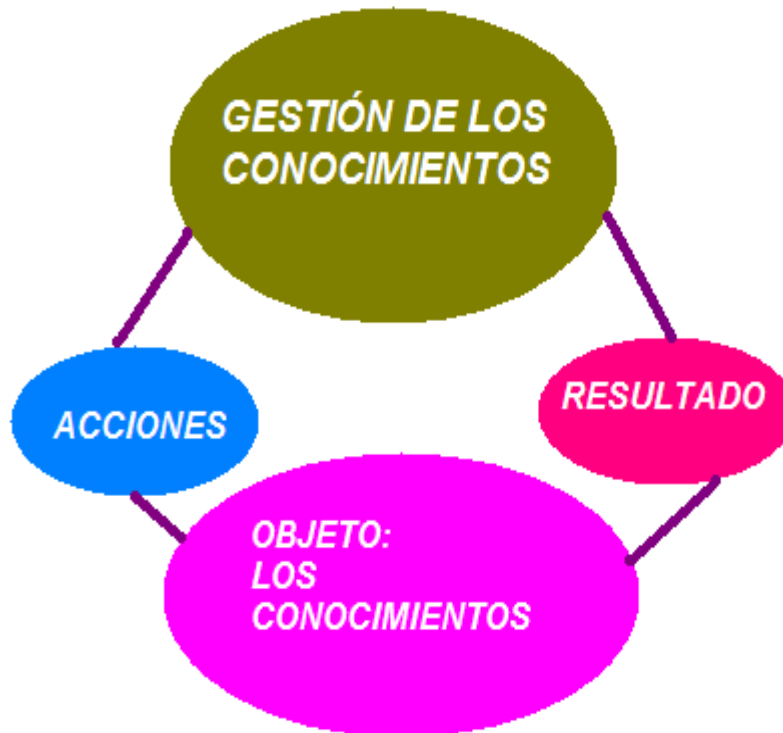 GESTIÓN DE LOS
CONOCIMIENTOS
ACCIONES
RESULTADO
OBJETO:
LOS
CONOCIMIENTOS